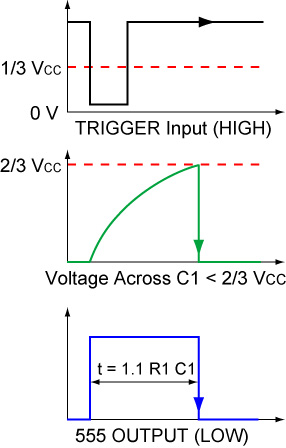 1/3 VCC
0 V
TRIGGER Input (HIGH)
2/3 VCC
Voltage Across C1 < 2/3 VCC
t = 1.1 R1 C1
555 OUTPUT (LOW)